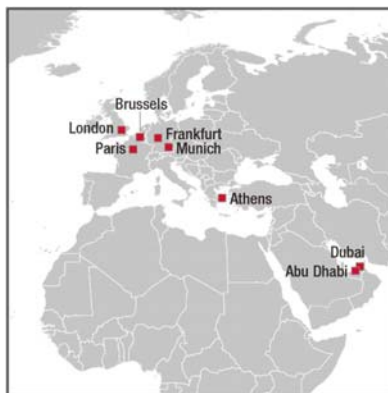 Brussels
London
Frankfurt
Paris
Munich
Athens
Dubai
Abu Dhabi